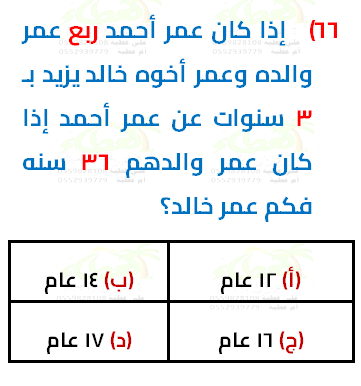 ٦٦) إذا كان عمر أحمد ربع عمر
والده وعمر أخوه خالد يزيد بـ
٣ سنوات عن عمر أحمد إذا
كان عمر والدهم ٣٦ سنه
فكم عمر خالد؟
(أ) ١٢ عام (ب) ١٤ عام
(ج) ١٦ عام (د) ١٧ عام